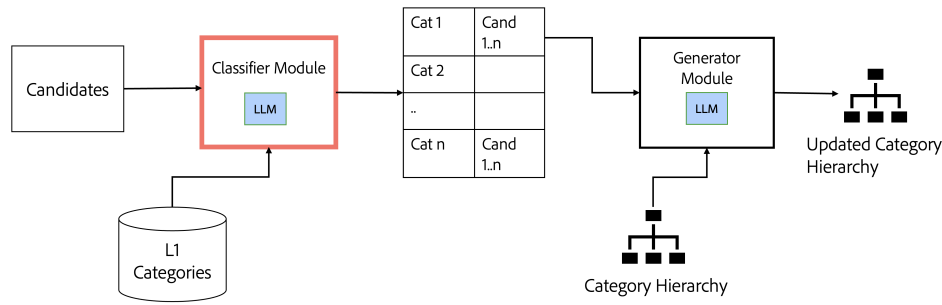 Candidates
Classifier Module
LLM
L1
Categories
Cat 1
Cand
1..n
Cat 2
..
Cat n
Cand
1..n
Generator
Module
LLM
Category Hierarchy
Updated Category
Hierarchy